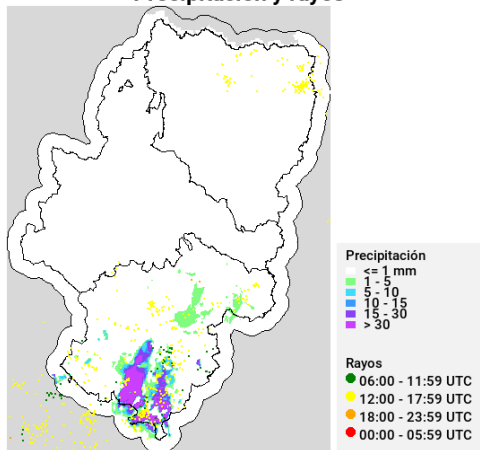 Precipitación y rayos
Precipitación
<= 1 mm
1 - 5
5 - 10
10 - 15
15 - 30
> 30
Rayos
06:00 - 11:59 UTC
12:00 - 17:59 UTC
18:00 - 23:59 UTC
00:00 - 05:59 UTC